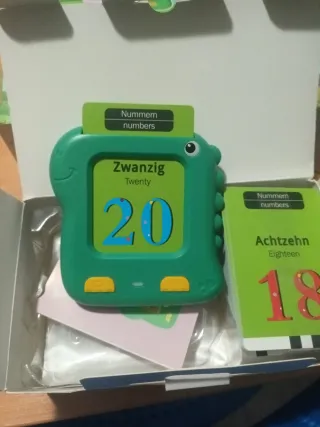 Nummern
numbers
Zwanzig
Twenty
20
Nummern
numbers
Achtzehn
Eighteen
18